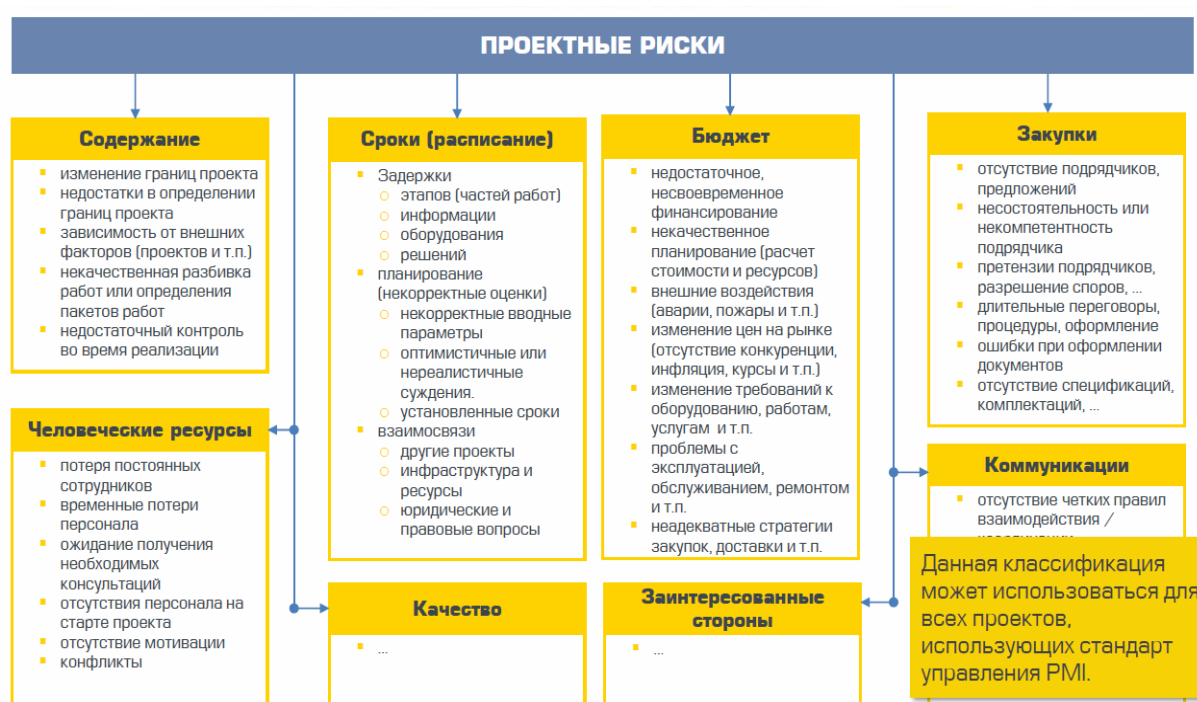 ПРОЕКТНЫЕ РИСКИ
Содержание
изменение границ проекта
недостатки в определении
границ проекта
зависимость от внешних
факторов (проектов и т.п.)
некачественная разбивка
работ или определения
пакетов работ
недостаточный контроль
во время реализации
Сроки (расписание)
Задержки
этапов (частей работ)
информации
оборудования
решений
планирование
(некорректные оценки)
некорректные вводные
параметры
оптимистичные или
нереалистичные
суждения.
установленные сроки
взаимосвязи
другие проекты
инфраструктура и
ресурсы
юридические и
правовые вопросы
Бюджет
недостаточное,
несвоевременное
финансирование
некачественное
планирование (расчет
стоимости и ресурсов)
внешние воздействия
(аварии, пожары и т.п.)
изменение цен на рынке
(отсутствие конкуренции,
инфляция, курсы и т.п.)
изменение требований к
оборудованию, работам,
услугам и т.п.
проблемы с
эксплуатацией,
обслуживанием, ремонтом
и т.п.
неадекватные стратегии
закупок, доставки и т.п.
Закупки
отсутствие подрядчиков,
предложений
несостоятельность или
некомпетентность
подрядчика
претензии подрядчиков,
разрешение споров, ...
длительные переговоры,
процедуры, оформление
ошибки при оформлении
документов
отсутствие спецификаций,
комплектаций, ...
Человеческие ресурсы
потеря постоянных
сотрудников
временные потери
персонала
ожидание получения
необходимых
консультаций
отсутствия персонала на
старте проекта
отсутствие мотивации
конфликты
Качество
...
Заинтересованные
стороны
...
Коммуникации
отсутствие четких правил
взаимодействия /
Данная классификация
может использоваться для
всех проектов,
использующих стандарт
управления PMI.